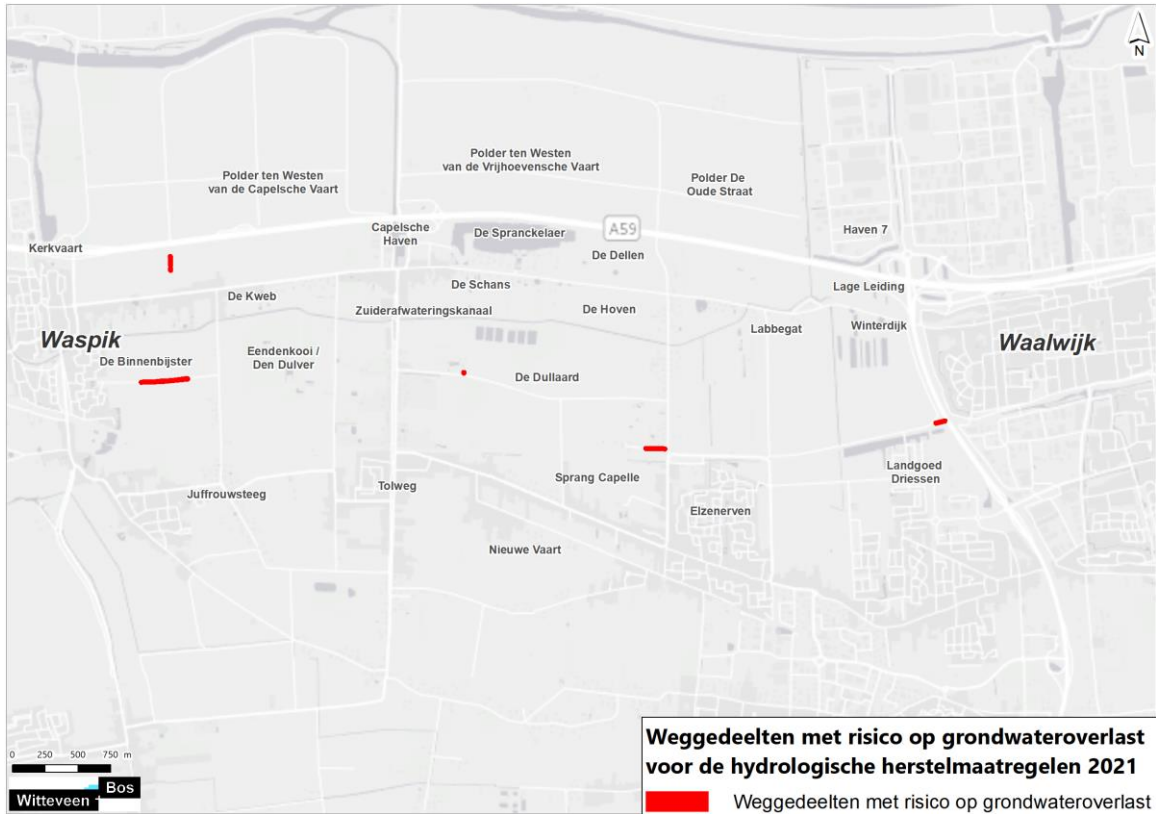 N
Polder ten Westen
van de Vrijhoevensche Vaart
Polder ten Westen
van de Capelsche Vaart
Polder De
Oude Straat
Capelsche
Haven
De Spranckelaer
A59
Haven 7
Kerkvaart
De Dellen
De Schans
Lage Leiding
De Kweb
Zuiderafwateringskanaal
De Hoven
Labbegat
Winterdijk
Waspik
Waalwijk
De Binnenbijster
Eendenkooi /
Den Dulver
De Dullaard
Sprang Capelle
Landgoed
Driessen
Juffrouwsteeg
Tolweg
Elzenerven
Nieuwe Vaart
0 250 500 750 m
Witteveen
Bos
Weggedeelten met risico op grondwateroverlast
voor de hydrologische herstelmaatregelen 2021
Weggedeelten met risico op grondwateroverlast